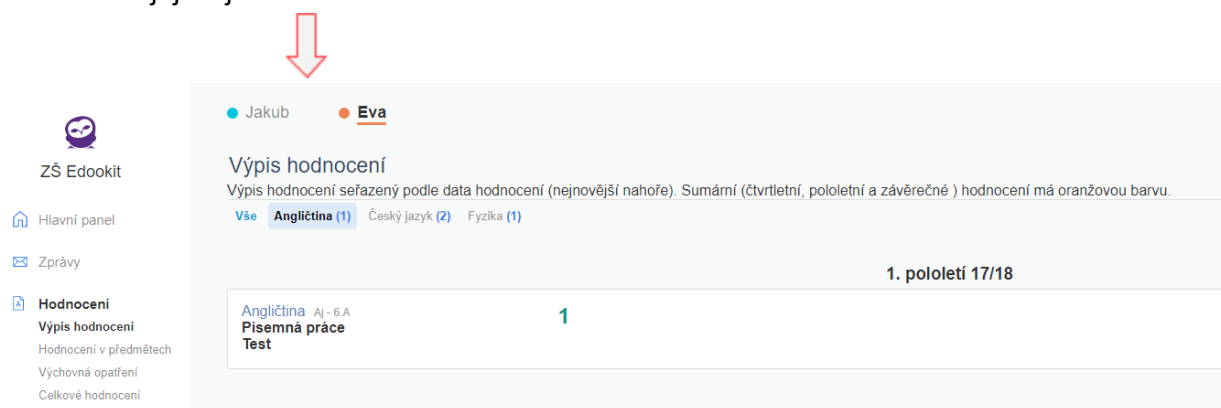 Jakub
Eva
ZŠ Edookit
Výpis hodnocení
Výpis hodnocení seřazený podle data hodnocení (nejnovější nahoře). Sumární (čtvrtletní, pololetní a závěrečné ) hodnocení má oranžovou barvu.
Vše Angličtina (1) Český jazyk (2) Fyzika (1)
Hlavní panel
Zprávy
Hodnocení
Výpis hodnocení
Hodnocení v předmětech
Výchovná opatření
Celkové hodnocení
1. pololetí 17/18
Angličtina Aj - 6.A
1
Písemná práce
Test